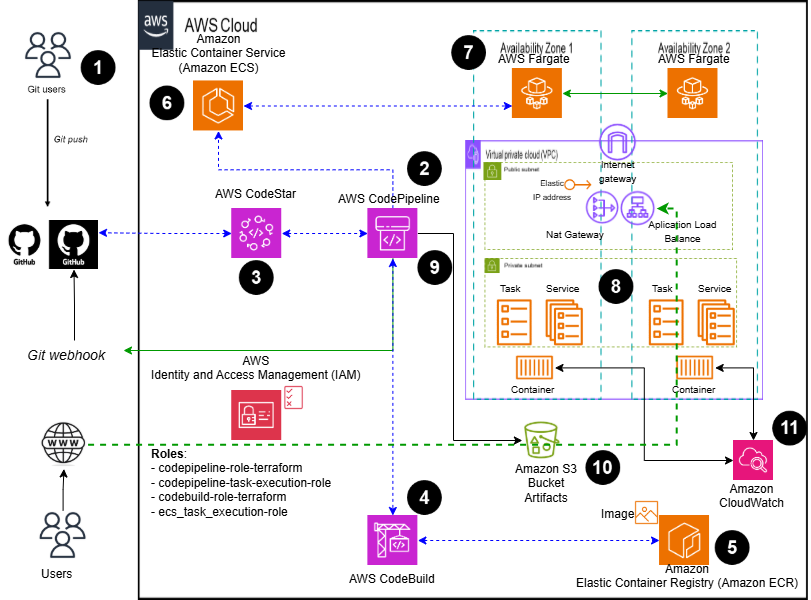 aws
AWS Cloud
Amazon
Elastic Container Service
(Amazon ECS)
7
Availability Zone 1
AWS Fargate
Availability Zone 2
AWS Fargate
1
Git users
6
Git push
Virtual private cloud(VPC)
Internet
gateway
Public subnet
2
Elastic
IP address
AWS CodeStar
AWS CodePipeline
Nat Gateway
Aplication Load
Balance
GitHub
GitHub
3
9
Private subnet
8
Task
Service
Task
Service
Git webhook
AWS
Identity and Access Management (IAM)
Container
Container
11
WWW
Roles:
- codepipeline-role-terraform
- codepipeline-task-execution-role
- codebuild-role-terraform
- ecs_task_execution-role
Amazon S3
Bucket
Artifacts
10
Amazon
CloudWatch
4
Image
5
Users
AWS CodeBuild
Amazon
Elastic Container Registry (Amazon ECR)